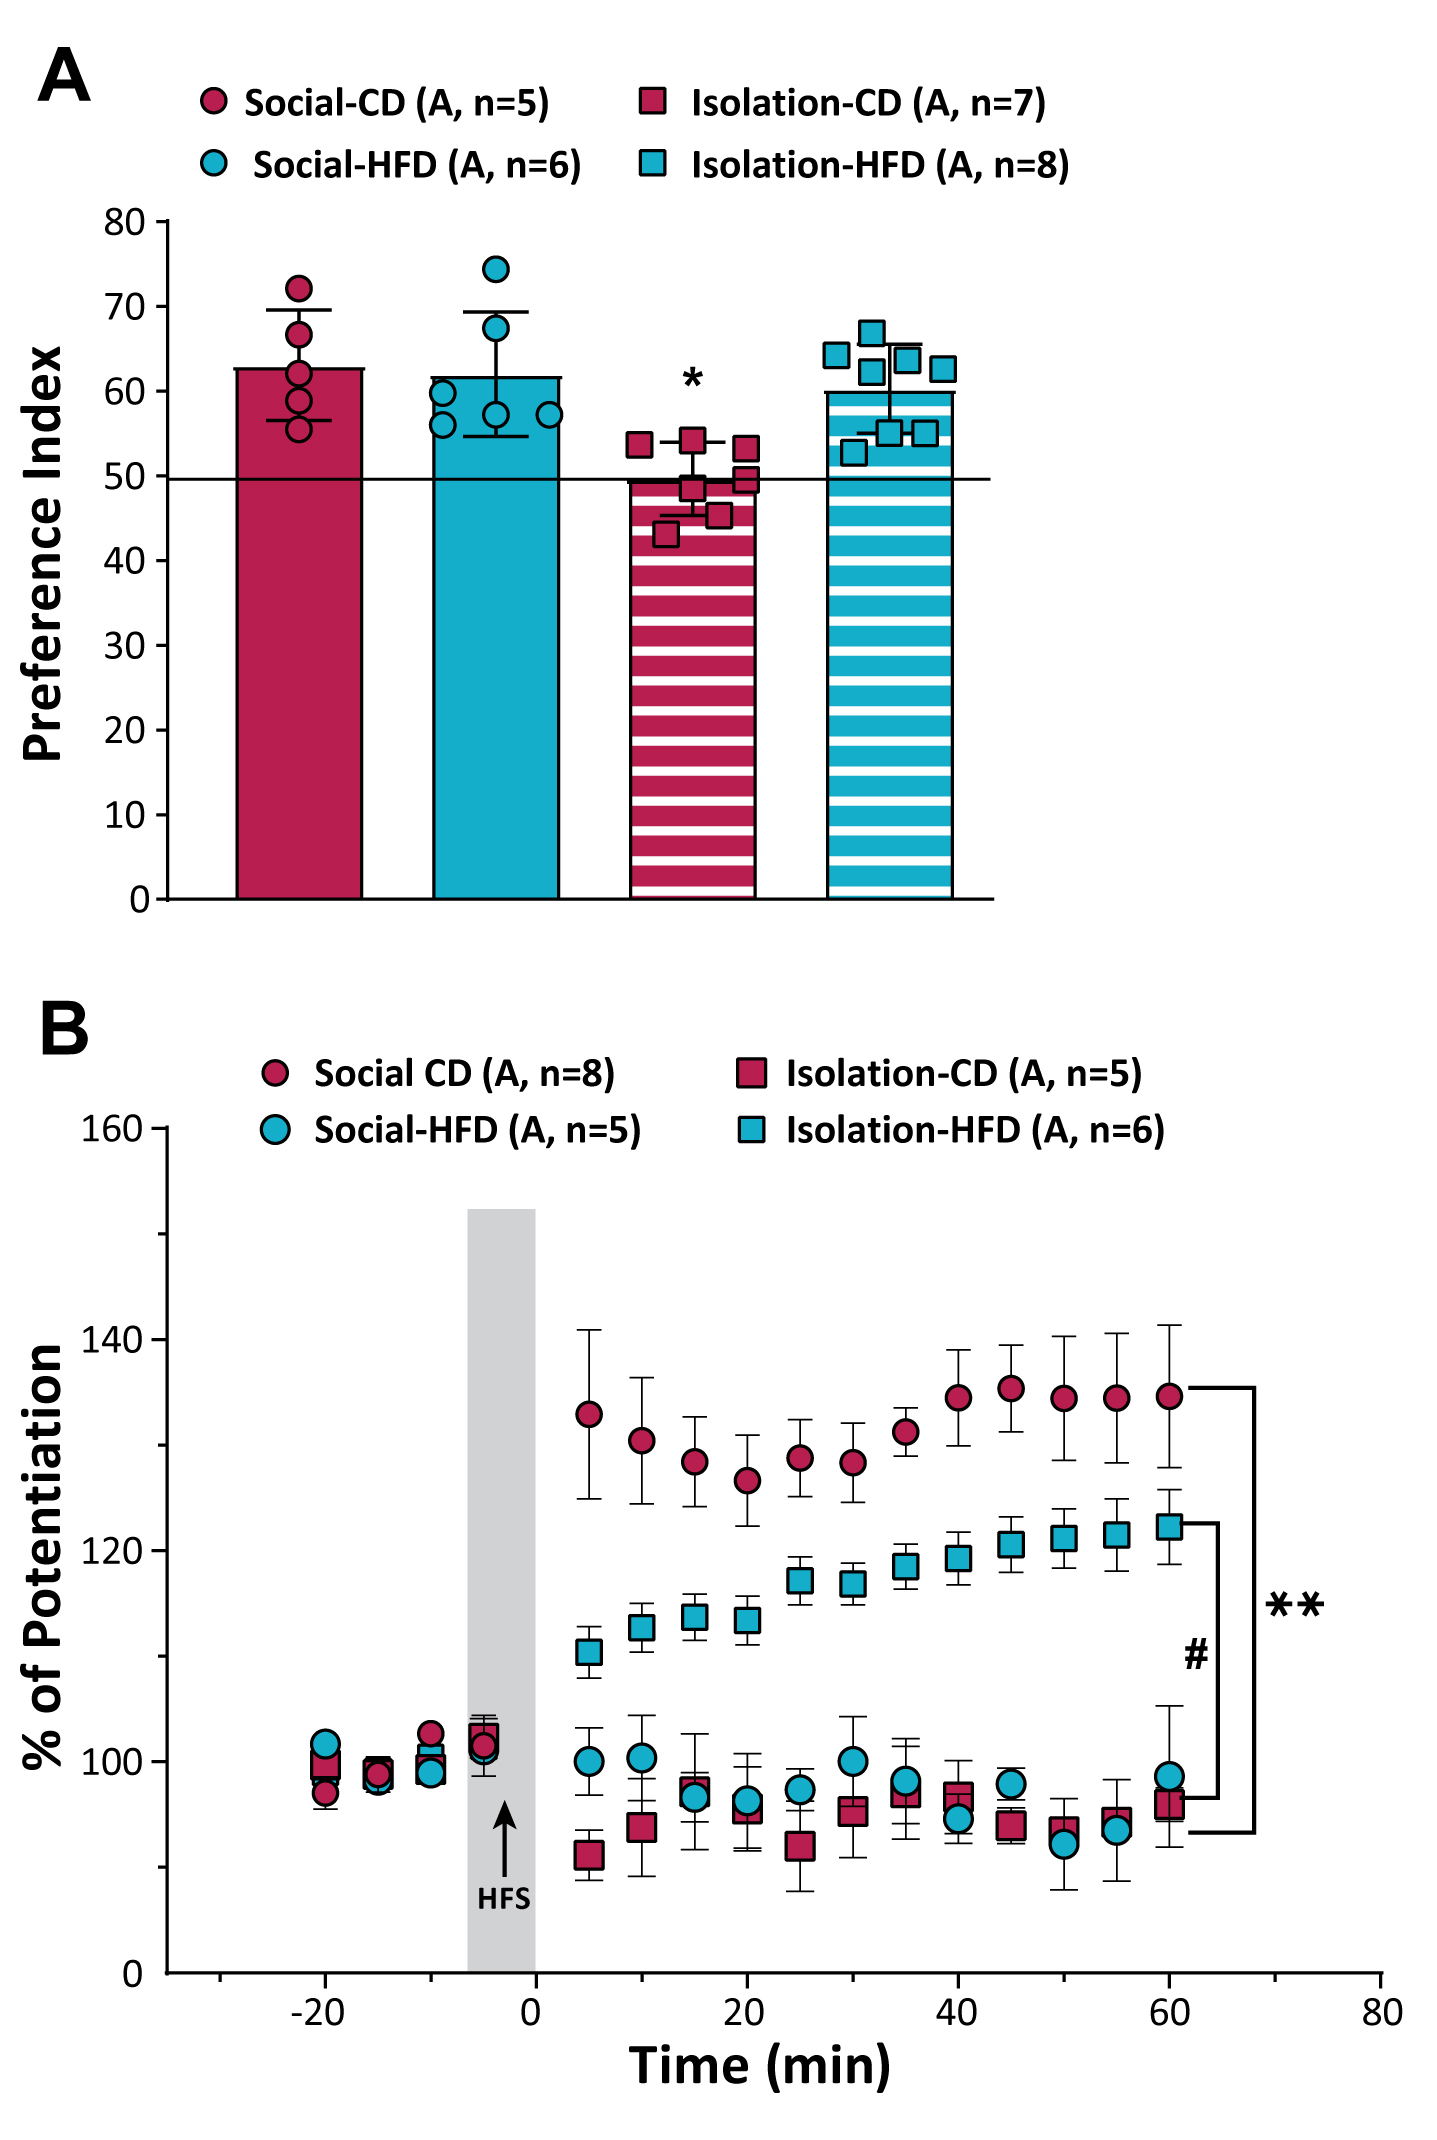 A
Social-CD (A, n=5)
Isolation-CD (A, n=7)
Social-HFD (A, n=6)
Isolation-HFD (A, n=8)
Preference Index
80
70
60
50
40
30
20
10
0
*
B
Social CD (A, n=8)
Isolation-CD (A, n=5)
Social-HFD (A, n=5)
Isolation-HFD (A, n=6)
% of Potentiation
160
140
120
100
0
HFS
#
**
-20
0
20
40
60
80
Time (min)